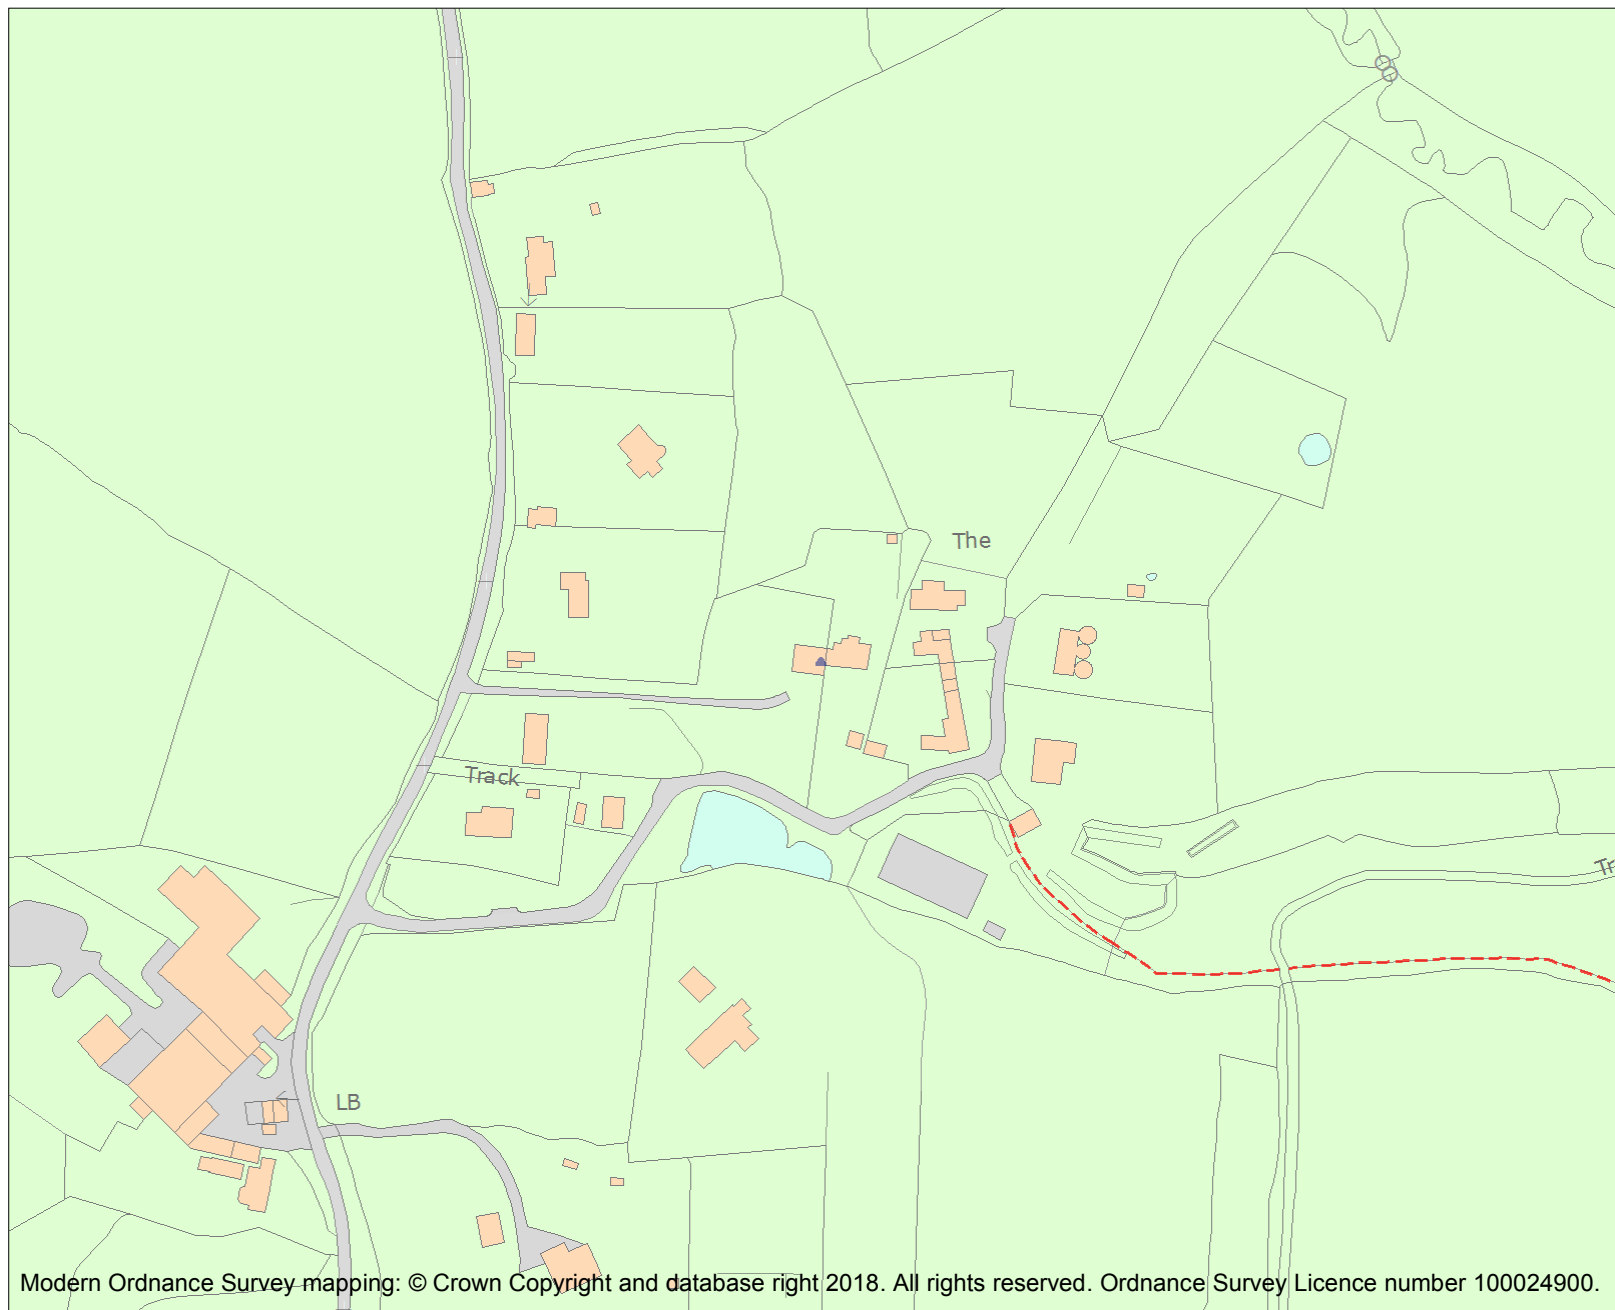 The
Track
Tr
LB
Modern Ordnance Survey mapping: © Crown Copyright and database right 2018. All rights reserved. Ordnance Survey Licence number 100024900.